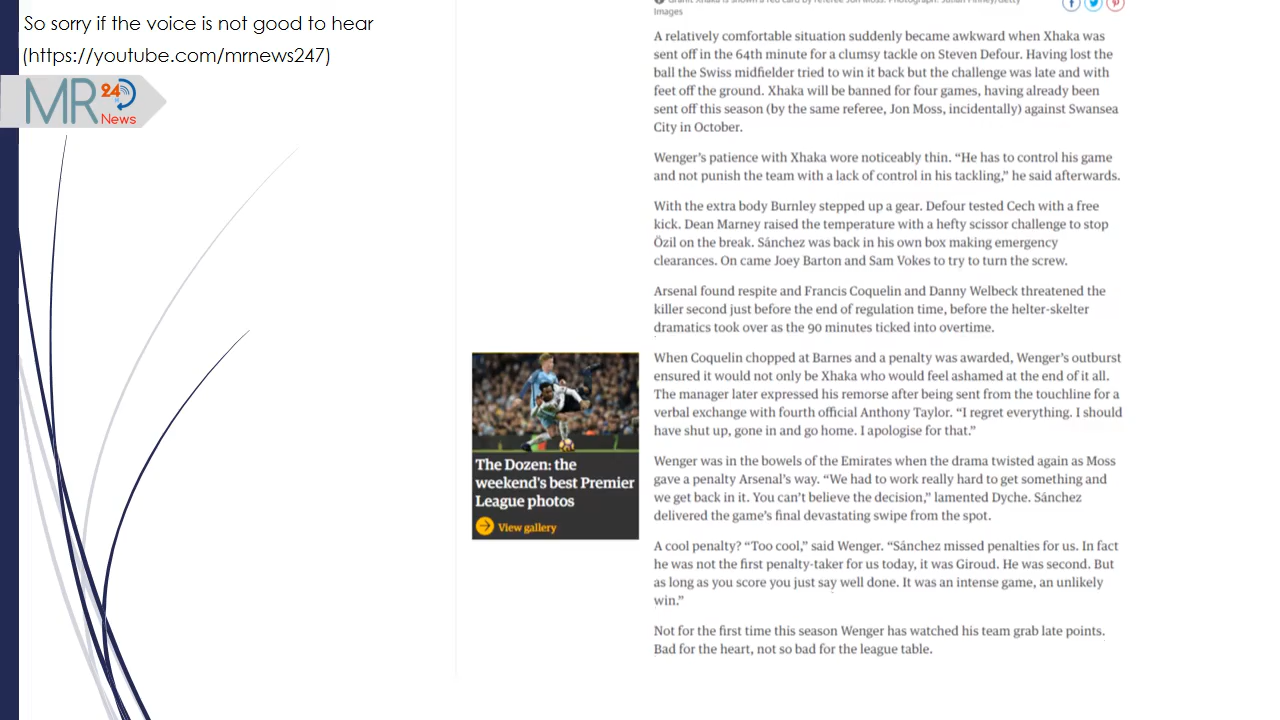 So sorry if the voice is not good to hear
(https://youtube.com/mrnews247)
MR 24
News
Images
A relatively comfortable situation suddenly became awkward when Xhaka was
sent off in the 64th minute for a clumsy tackle on Steven Defour. Having lost the
ball the Swiss midfielder tried to win it back but the challenge was late and with
feet off the ground. Xhaka will be banned for four games, having already been
sent off this season (by the same referee, Jon Moss, incidentally) against Swansea
City in October.
Wenger's patience with Xhaka wore noticeably thin. “He has to control his game
and not punish the team with a lack of control in his tackling,” he said afterwards.
With the extra body Burnley stepped up a gear. Defour tested Cech with a free
kick. Dean Marney raised the temperature with a hefty scissor challenge to stop
Özil on the break. Sánchez was back in his own box making emergency
clearances. On came Joey Barton and Sam Vokes to try to turn the screw.
Arsenal found respite and Francis Coquelin and Danny Welbeck threatened the
killer second just before the end of regulation time, before the helter-skelter
dramatics took over as the 90 minutes ticked into overtime.
When Coquelin chopped at Barnes and a penalty was awarded, Wenger's outburst
ensured it would not only be Xhaka who would feel ashamed at the end of it all.
The manager later expressed his remorse after being sent from the touchline for a
verbal exchange with fourth official Anthony Taylor. “I regret everything. I should
have shut up, gone in and go home. I apologise for that.”
Wenger was in the bowels of the Emirates when the drama twisted again as Moss
gave a penalty Arsenal's way. “We had to work really hard to get something and
we get back in it. You can't believe the decision,” lamented Dyche. Sánchez
delivered the game's final devastating swipe from the spot.
A cool penalty? “Too cool,” said Wenger. “Sánchez missed penalties for us. In fact
he was not the first penalty-taker for us today, it was Giroud. He was second. But
as long as you score you just say well done. It was an intense game, an unlikely
win.”
Not for the first time this season Wenger has watched his team grab late points.
Bad for the heart, not so bad for the league table.
The Dozen: the
weekend's best Premier
League photos
View gallery